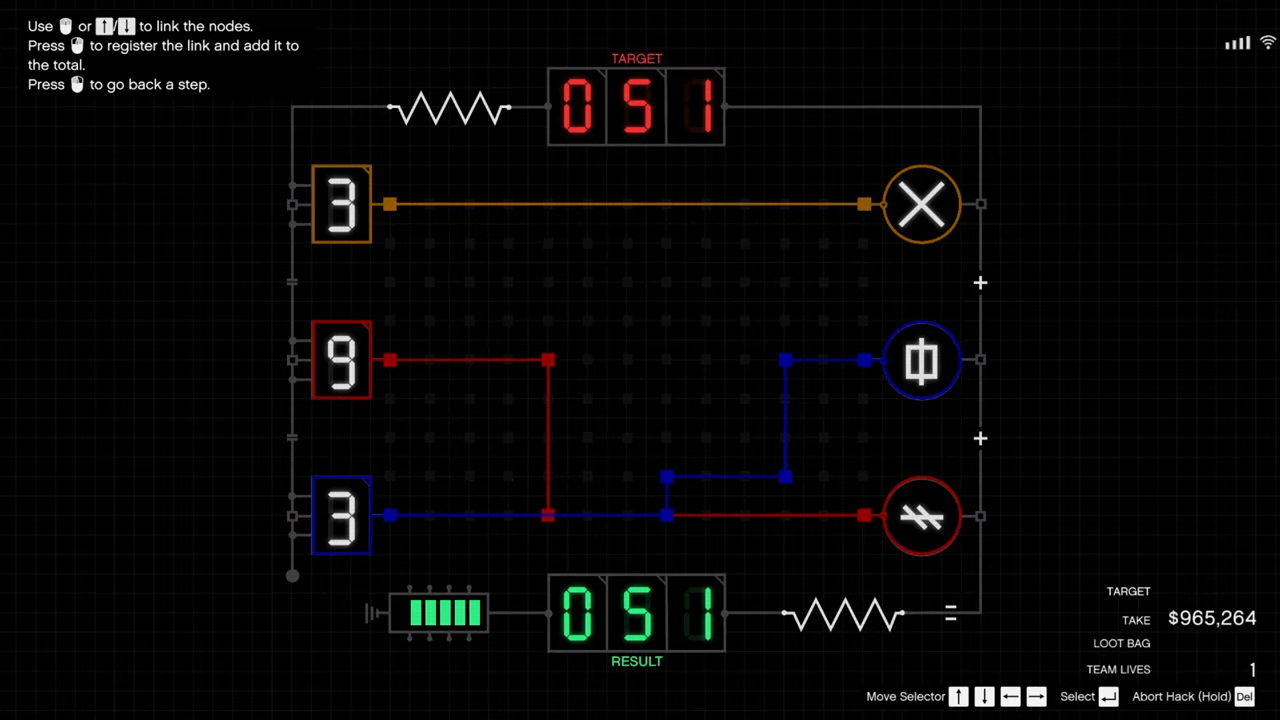 Use or ↑/↓ to link the nodes.
Press to register the link and add it to
the total.
Press to go back a step.
TARGET
051
3
9
3
+
+
=
051
RESULT
TARGET
TAKE $965,264
LOOT BAG
TEAM LIVES 1
Move Selector ↑ ↓ ← → Select ↵ Abort Hack (Hold) Del